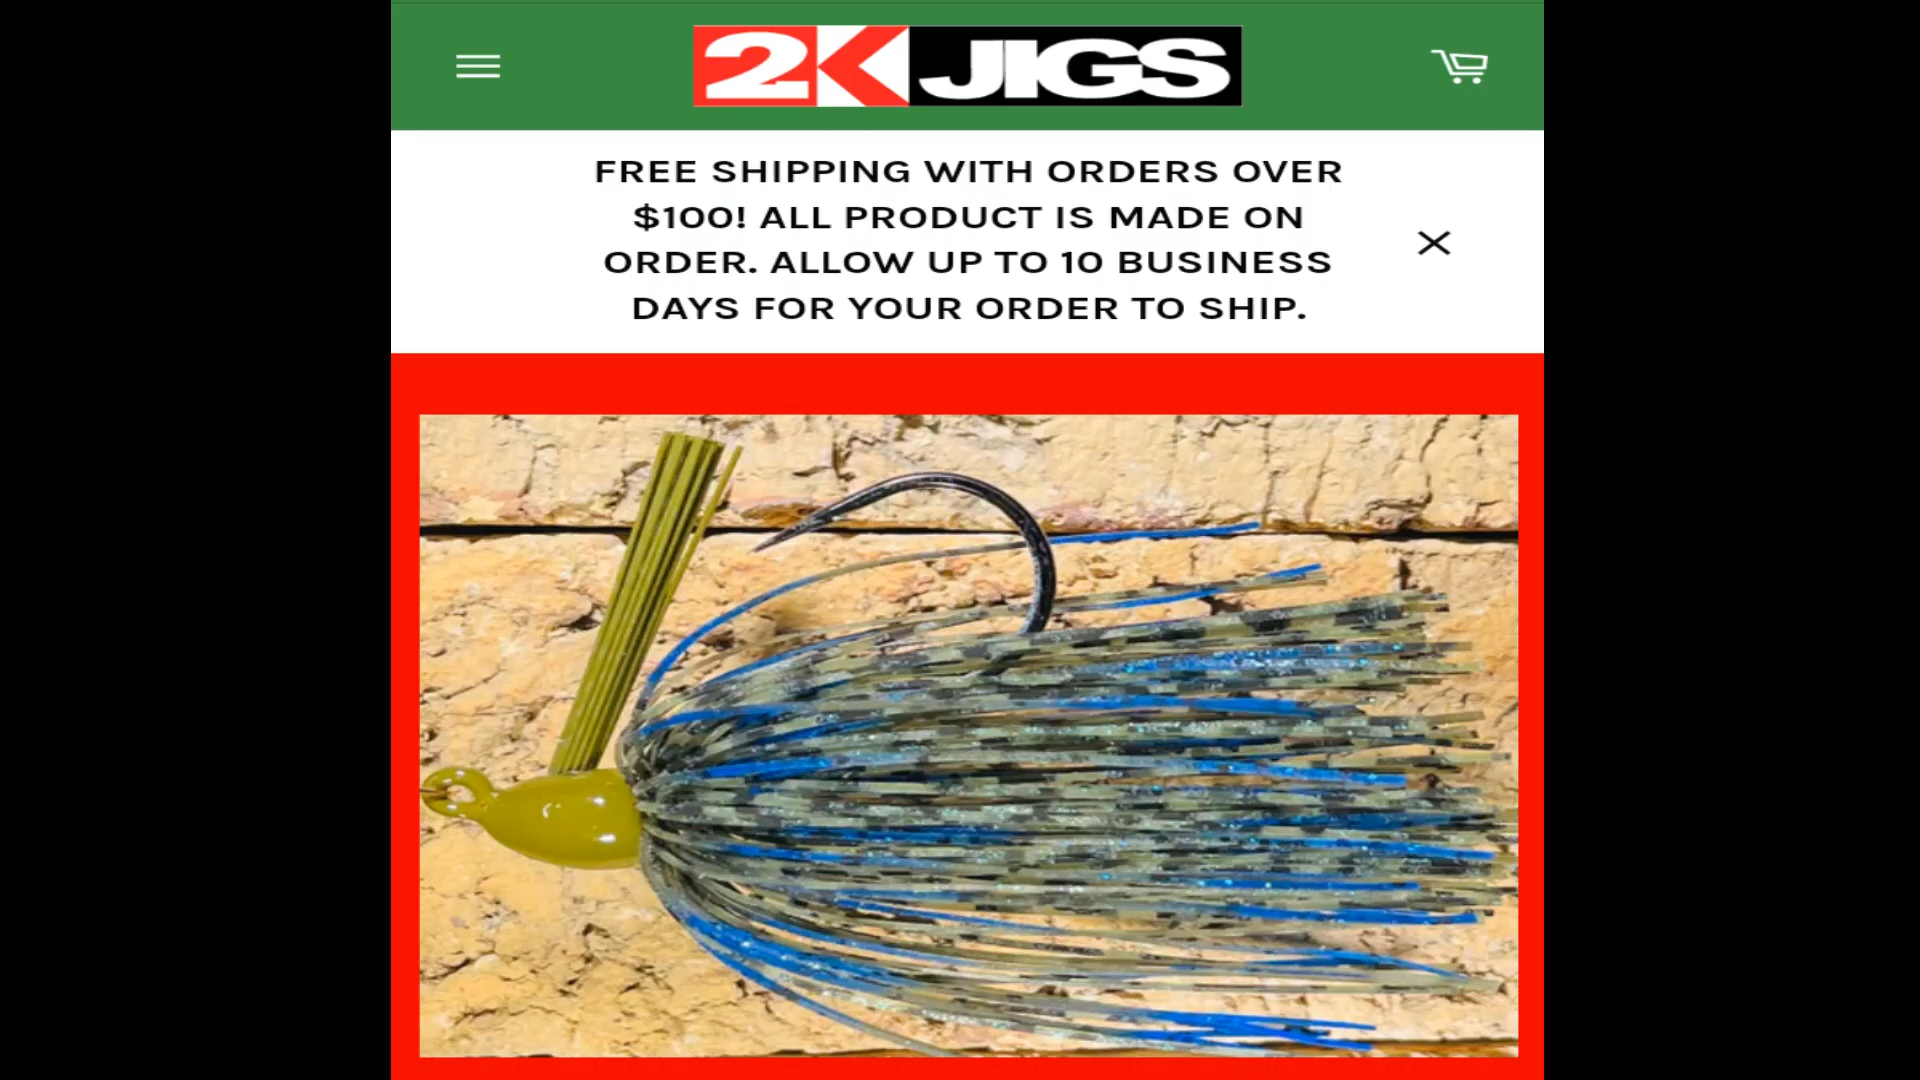 2K JIGS
FREE SHIPPING WITH ORDERS OVER
$100! ALL PRODUCT IS MADE ON
ORDER. ALLOW UP TO 10 BUSINESS
DAYS FOR YOUR ORDER TO SHIP.